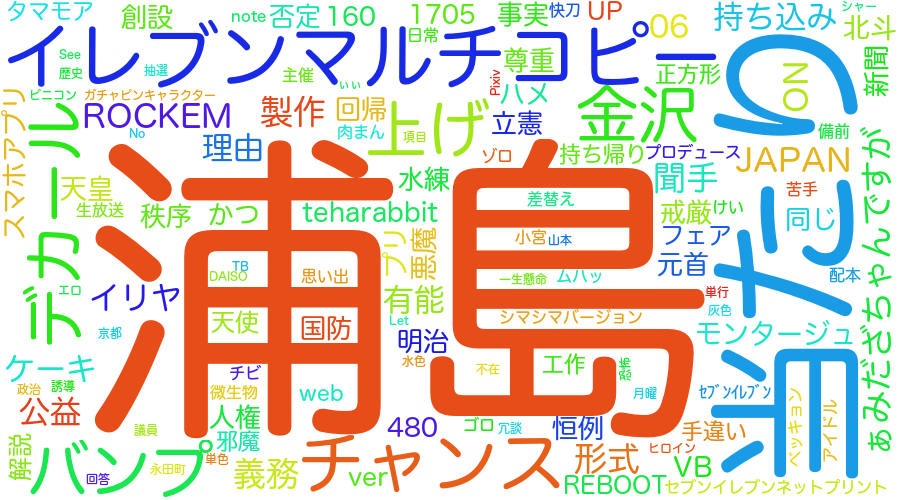 タマモア
創設
note
否定
160
1705
日常
事実
快刀
UP
06
持ち込み
シャー
北斗
イレブンマルチコピー
See
歴史
抽選
主催
尊重
正方形
ON
新聞
ビニコン
ガチャピンキャラクター
Pixiv
ハメ
ぃぃ
回帰
スマホアプリ
デカール
ROCKEM
製作
上げ
金沢
たり
No
肉まん
項目
立憲
備前
理由
ゾロ
持ち帰り
プロデュース
JAPAN
あみだざちゃんですが
浦島
天皇
生放送
秩序
かつ
teharabbit
水練
聞手
苦手
差替え
戒厳
けい
同じ
プリ
悪魔
小宮
山本
フェア
TB
DAISO
思い出
エロ
一生懸命
ムハッ
元首
配本
イリヤ
有能
単行
灰色
天使
国防
Let
シマシマバージョン
京都
明治
モンタージュ
ケーキ
水色
不在
工作
チビ
政治
誘導
微生物
web
月曜
ｾﾌﾞﾝｲﾚﾌﾞﾝ
ベッキョン
アイドル
公益
人権
480
ゴロ
冗談
恒例
手違い
議員
邪魔
解説
バンプ
回答
永田町
単色
義務
ver
チャンス
形式
ヒロイン
VB
REBOOT
セブンイレブンネットプリント